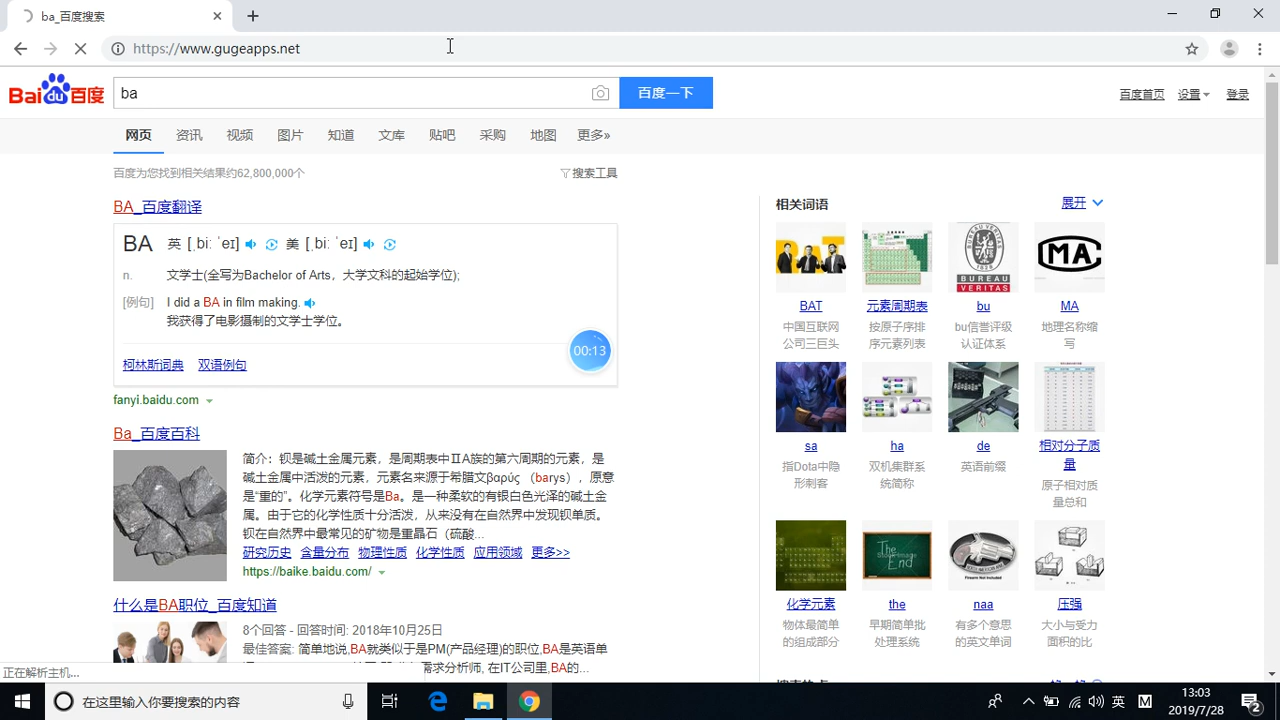 ba_百度搜索
https://www.gugeapps.net
Bai du 百度
ba
百度一下
百度首页 设置 登录
网页 资讯 视频 图片 知道 文库 贴吧 采购 地图 更多»
百度为您找到相关结果约62,800,000个
搜索工具
BA_百度翻译
BA 英 [ˌbiː ˈeɪ] 美 [ˌbiː ˈeɪ]
n. 文学士(全写为Bachelor of Arts，大学文科的起始学位);
[例句] I did a BA in film making.
我获得了电影摄制的文学士学位。
00:13
柯林斯词典 双语例句
fanyi.baidu.com
Ba_百度百科
简介：钡是碱土金属元素，是周期表中ⅡA族的第六周期的元素，是
碱土金属中活泼的元素，元素名来源于希腊文βαρύς（barys），原意
是“重的”。化学元素符号是Ba。是一种柔软的有银白色光泽的碱土金
属。由于它的化学性质十分活泼，从来没有在自然界中发现钡单质。
钡在自然界中最常见的矿物是重晶石（硫酸...
研究历史 含量分布 物理性质 化学性质 应用领域 更多>>
https://baike.baidu.com/
什么是BA职位_百度知道
8个回答 - 回答时间: 2018年10月25日
最佳答案: 简单地说,BA就类似于是PM(产品经理)的职位,BA是英语单
需求分析师, 在IT公司里,BA的...
正在解析主机...
相关词语
展开
MA
BUREAU
VERITAS
BAT 元素周期表 bu MA
中国互联网
公司三巨头
按原子序排
序元素列表
bu信誉评级
认证体系
地理名称缩
写
sa ha de 相对分子质
量
指Dota中隐
形刺客
双机集群系
统简称
英语前缀
原子相对质
量总和
The
End
Firearm Not Included
化学元素 the naa 压强
物体最简单
的组成部分
早期简单批
处理系统
有多个意思
的英文单词
大小与受力
面积的比
在这里输入你要搜索的内容
英 M
13:03
2019/7/28
2